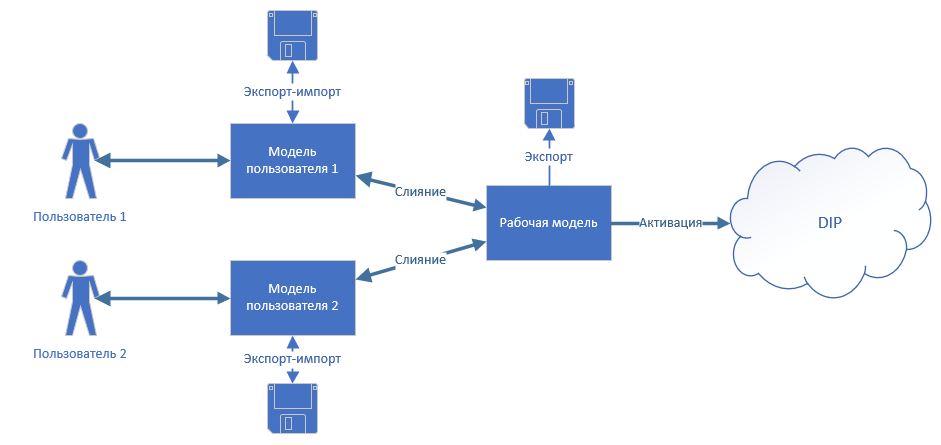 Экспорт-импорт
Модель
пользователя 1
Пользователь 1
Слияние
Экспорт
Рабочая модель
Активация
DIP
Слияние
Модель
пользователя 2
Пользователь 2
Экспорт-импорт